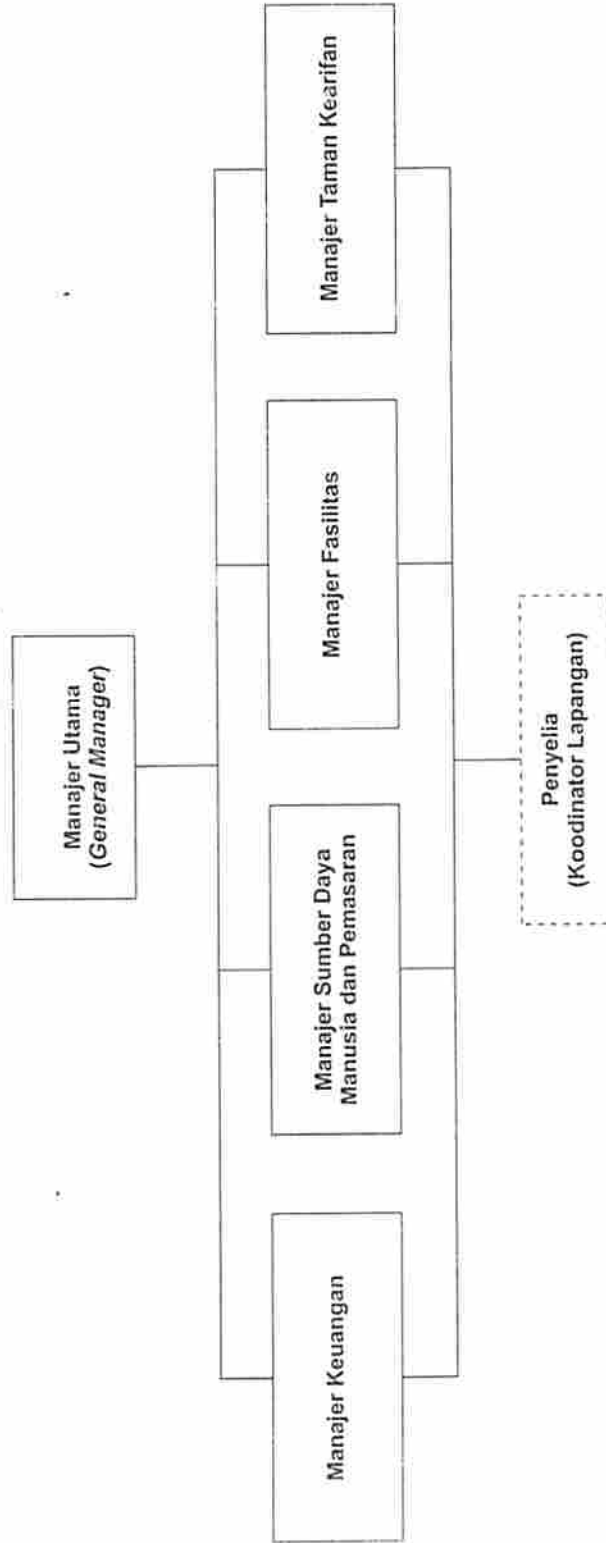 Manajer Utama
(General Manager)
Manajer Keuangan
Manajer Sumber Daya
Manusia dan Pemasaran
Manajer Fasilitas
Manajer Taman Kearifan
Penyelia
(Koodinator Lapangan)